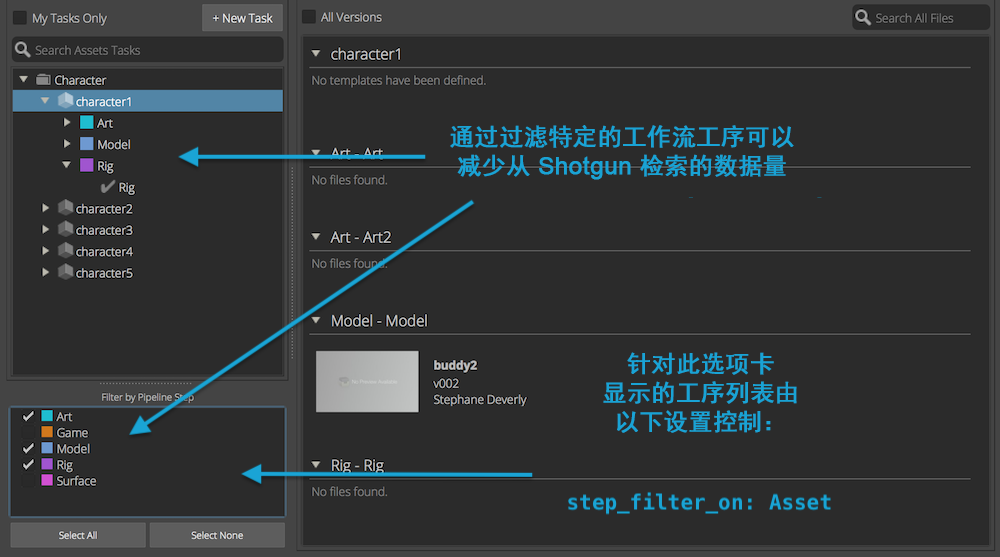 My Tasks Only
+ New Task
Search Assets Tasks
Character
character1
Art
Model
Rig
Rig
character2
character3
character4
character5
Filter by Pipeline Step
Art
Game
Model
Rig
Surface
Select All
Select None
All Versions
Search All Files
character1
No templates have been defined.
通过过滤特定的工作流工序可以
减少从 Shotgun 检索的数据量
Art - Art
No files found.
Art - Art2
No files found.
Model - Model
No Preview Available
buddy2
v002
Stephane Deverly
针对此选项卡
显示的工序列表由
以下设置控制：
Rig - Rig
No files found.
step_filter_on: Asset